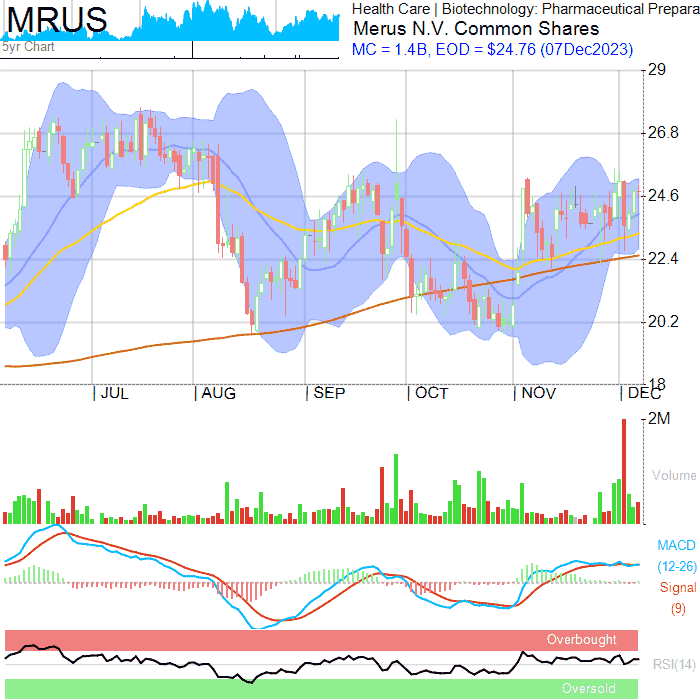 MRUS
5yr Chart
Health Care | Biotechnology: Pharmaceutical Prepara
Merus N.V. Common Shares
MC = 1.4B, EOD = $24.76 (07Dec2023)
29
26.8
24.6
22.4
20.2
18
JUL AUG SEP OCT NOV DEC
2M
Volume
MACD
(12-26)
Signal
(9)
Overbought
RSI(14)
Oversold